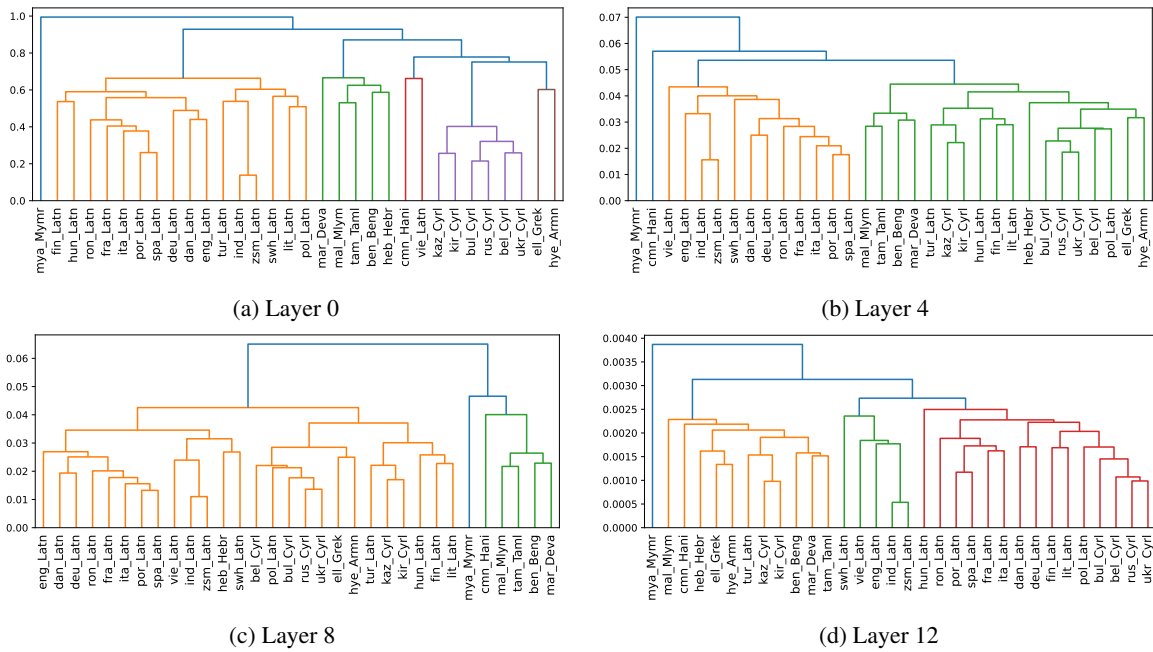 1.0
0.8
0.6
0.4
0.2
0.0
mya_Mymr
fin_Latn
hun_Latn
ron_Latn
fra_Latn
ita_Latn
por_Latn
spa_Latn
deu_Latn
dan_Latn
eng_Latn
tur_Latn
ind_Latn
zsm_Latn
swh_Latn
lit_Latn
pol_Latn
mar_Deva
mal_Mlym
tam_Taml
ben_Beng
heb_Hebr
cmn_Hani
vie_Latn
kaz_Cyrl
kir_Cyrl
bul_Cyrl
rus_Cyrl
bel_Cyrl
ukr_Cyrl
ell_Grek
hye_Armn
(a) Layer 0
0.07
0.06
0.05
0.04
0.03
0.02
0.01
0.00
mya_Mymr
cmn_Hani
vie_Latn
eng_Latn
ind_Latn
zsm_Latn
swh_Latn
dan_Latn
deu_Latn
ron_Latn
fra_Latn
ita_Latn
por_Latn
spa_Latn
mal_Mlym
tam_Taml
ben_Beng
mar_Deva
tur_Latn
kaz_Cyrl
kir_Cyrl
hun_Latn
fin_Latn
lit_Latn
heb_Hebr
bul_Cyrl
rus_Cyrl
ukr_Cyrl
bel_Cyrl
pol_Latn
ell_Grek
hye_Armn
(b) Layer 4
0.06
0.05
0.04
0.03
0.02
0.01
0.00
eng_Latn
dan_Latn
deu_Latn
ron_Latn
fra_Latn
ita_Latn
por_Latn
spa_Latn
vie_Latn
ind_Latn
zsm_Latn
heb_Hebr
swh_Latn
bel_Cyrl
pol_Latn
bul_Cyrl
rus_Cyrl
ukr_Cyrl
ell_Grek
hye_Armn
tur_Latn
kaz_Cyrl
kir_Cyrl
hun_Latn
fin_Latn
lit_Latn
mya_Mymr
cmn_Hani
mal_Mlym
tam_Taml
ben_Beng
mar_Deva
(c) Layer 8
0.0040
0.0035
0.0030
0.0025
0.0020
0.0015
0.0010
0.0005
0.0000
mya_Mymr
mal_Mlym
cmn_Hani
heb_Hebr
ell_Grek
hye_Armn
tur_Latn
kaz_Cyrl
kir_Cyrl
ben_Beng
mar_Deva
tam_Taml
swh_Latn
vie_Latn
eng_Latn
ind_Latn
zsm_Latn
hun_Latn
ron_Latn
por_Latn
spa_Latn
fra_Latn
ita_Latn
dan_Latn
deu_Latn
fin_Latn
lit_Latn
pol_Latn
bul_Cyrl
bel_Cyrl
rus_Cyrl
ukr_Cyrl
(d) Layer 12